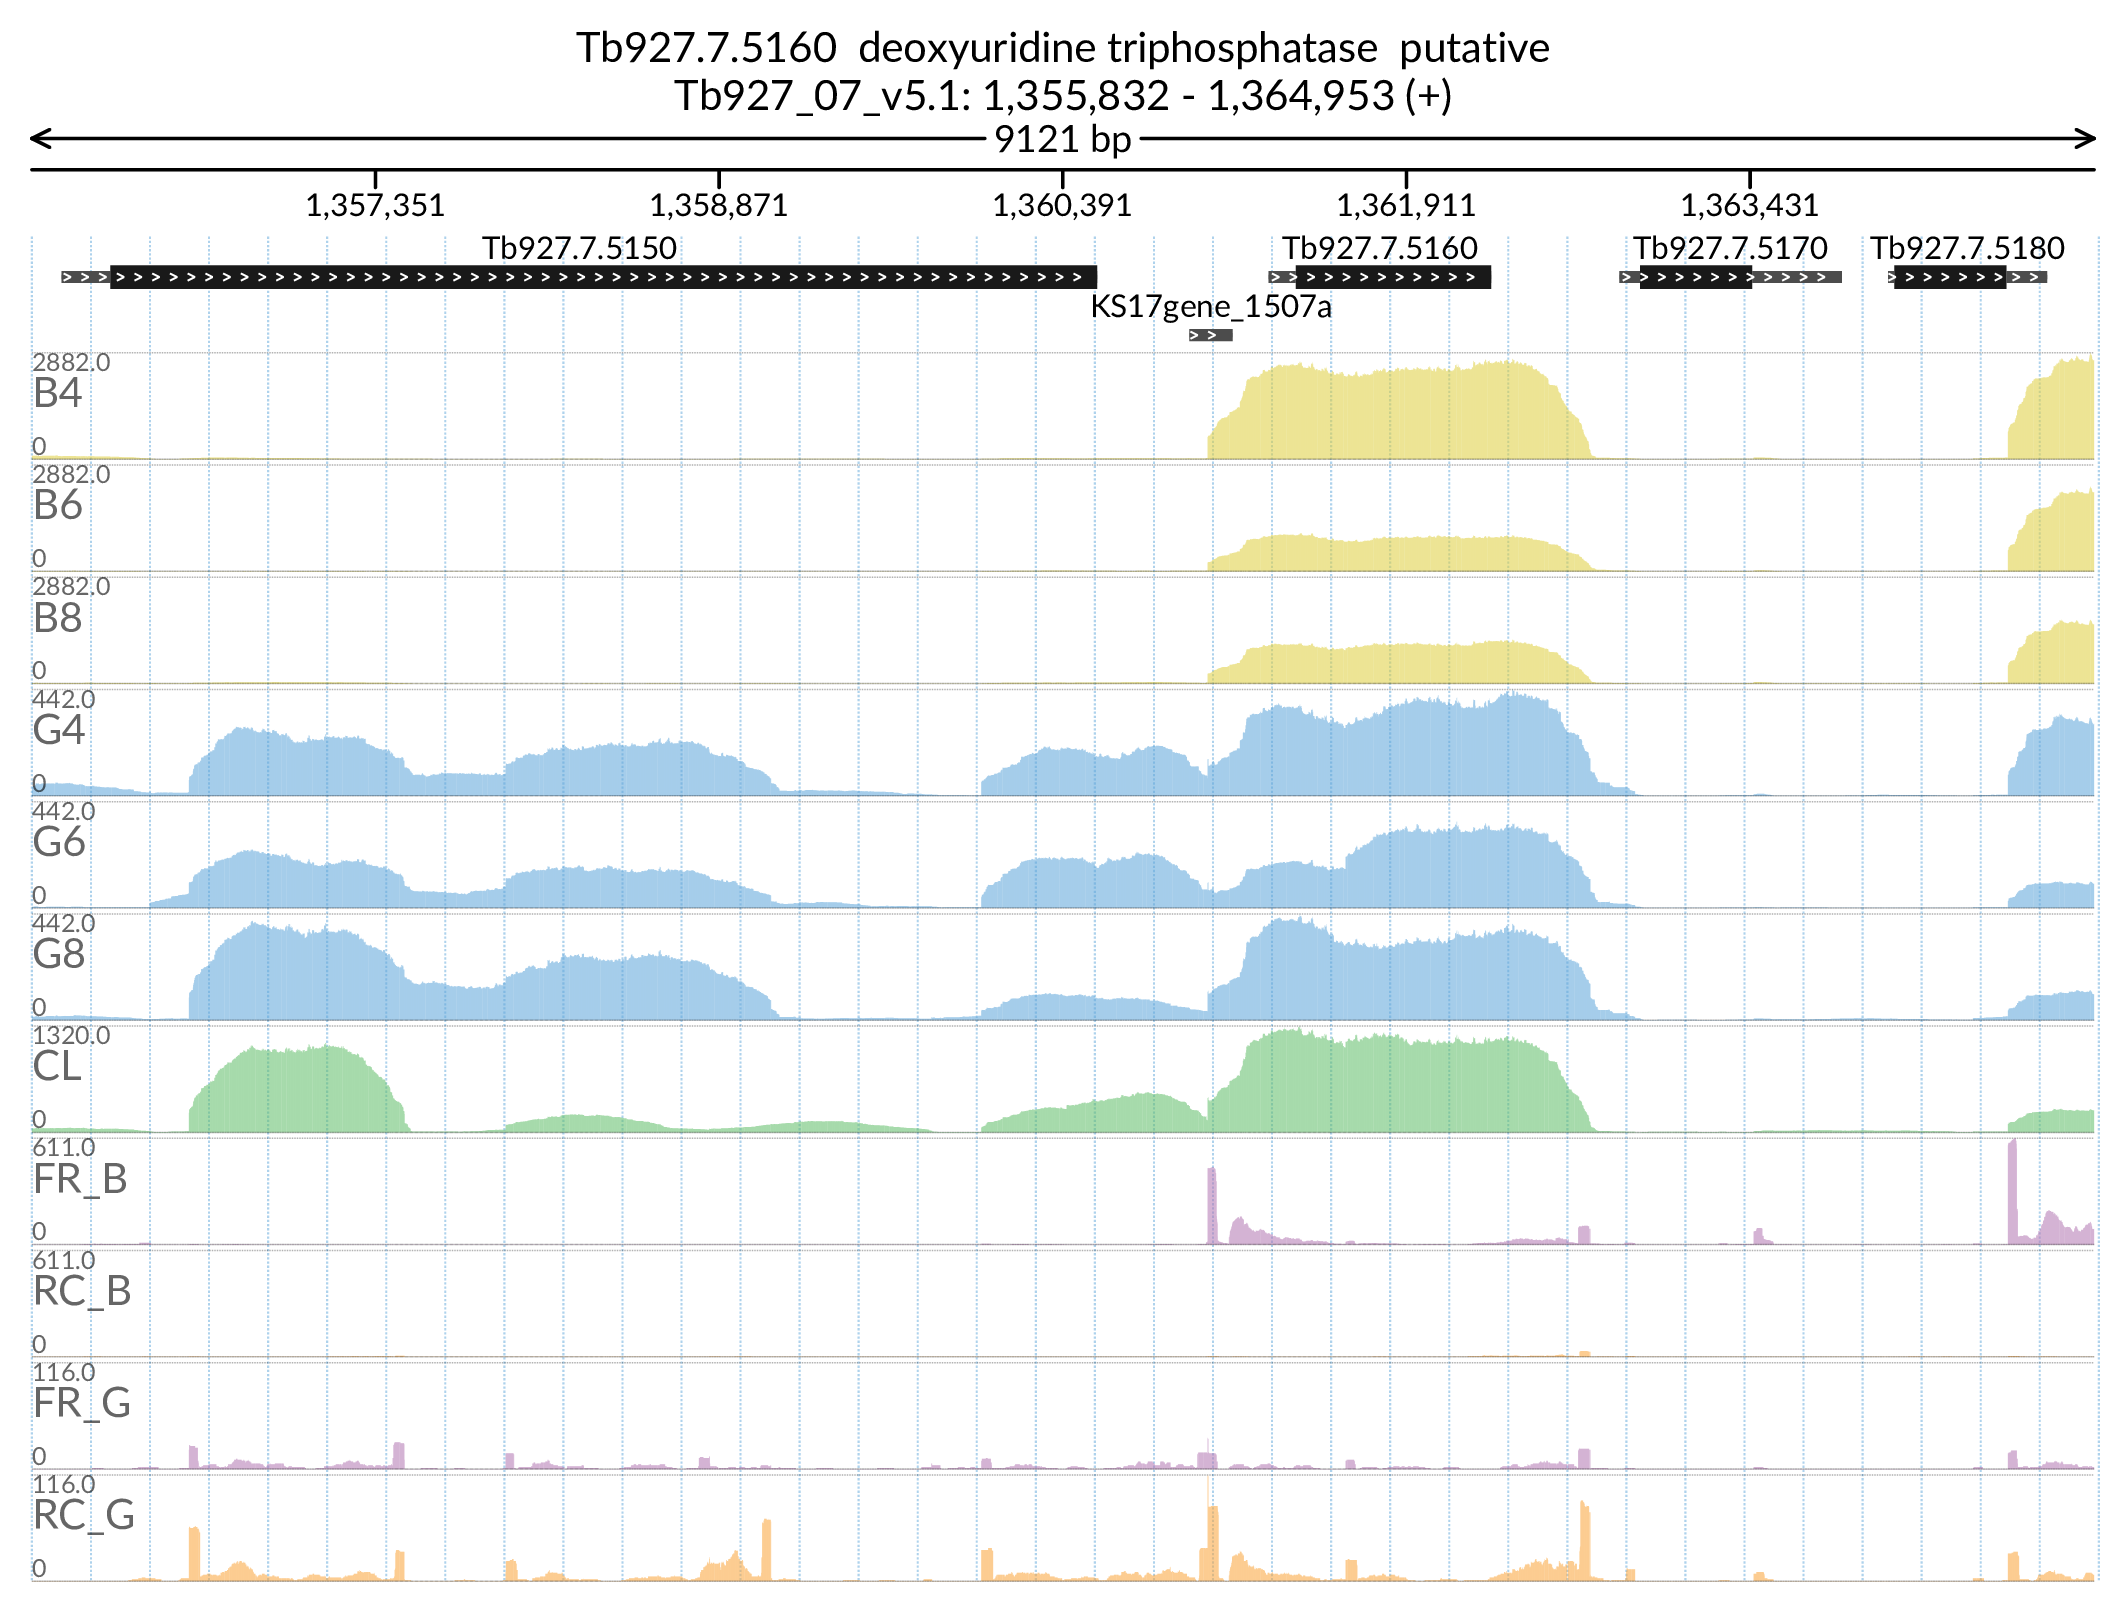 Tb927.7.5160 deoxyuridine triphosphatase putative
Tb927_07_v5.1: 1,355,832 - 1,364,953 (+)
9121 bp
1,357,351 1,358,871 1,360,391 1,361,911 1,363,431
Tb927.7.5150 Tb927.7.5160 Tb927.7.5170 Tb927.7.5180
KS17gene_1507a
2882.0
B4
0
2882.0
B6
0
2882.0
B8
0
442.0
G4
0
442.0
G6
0
442.0
G8
0
1320.0
CL
0
611.0
FR_B
0
611.0
RC_B
0
116.0
FR_G
0
116.0
RC_G
0